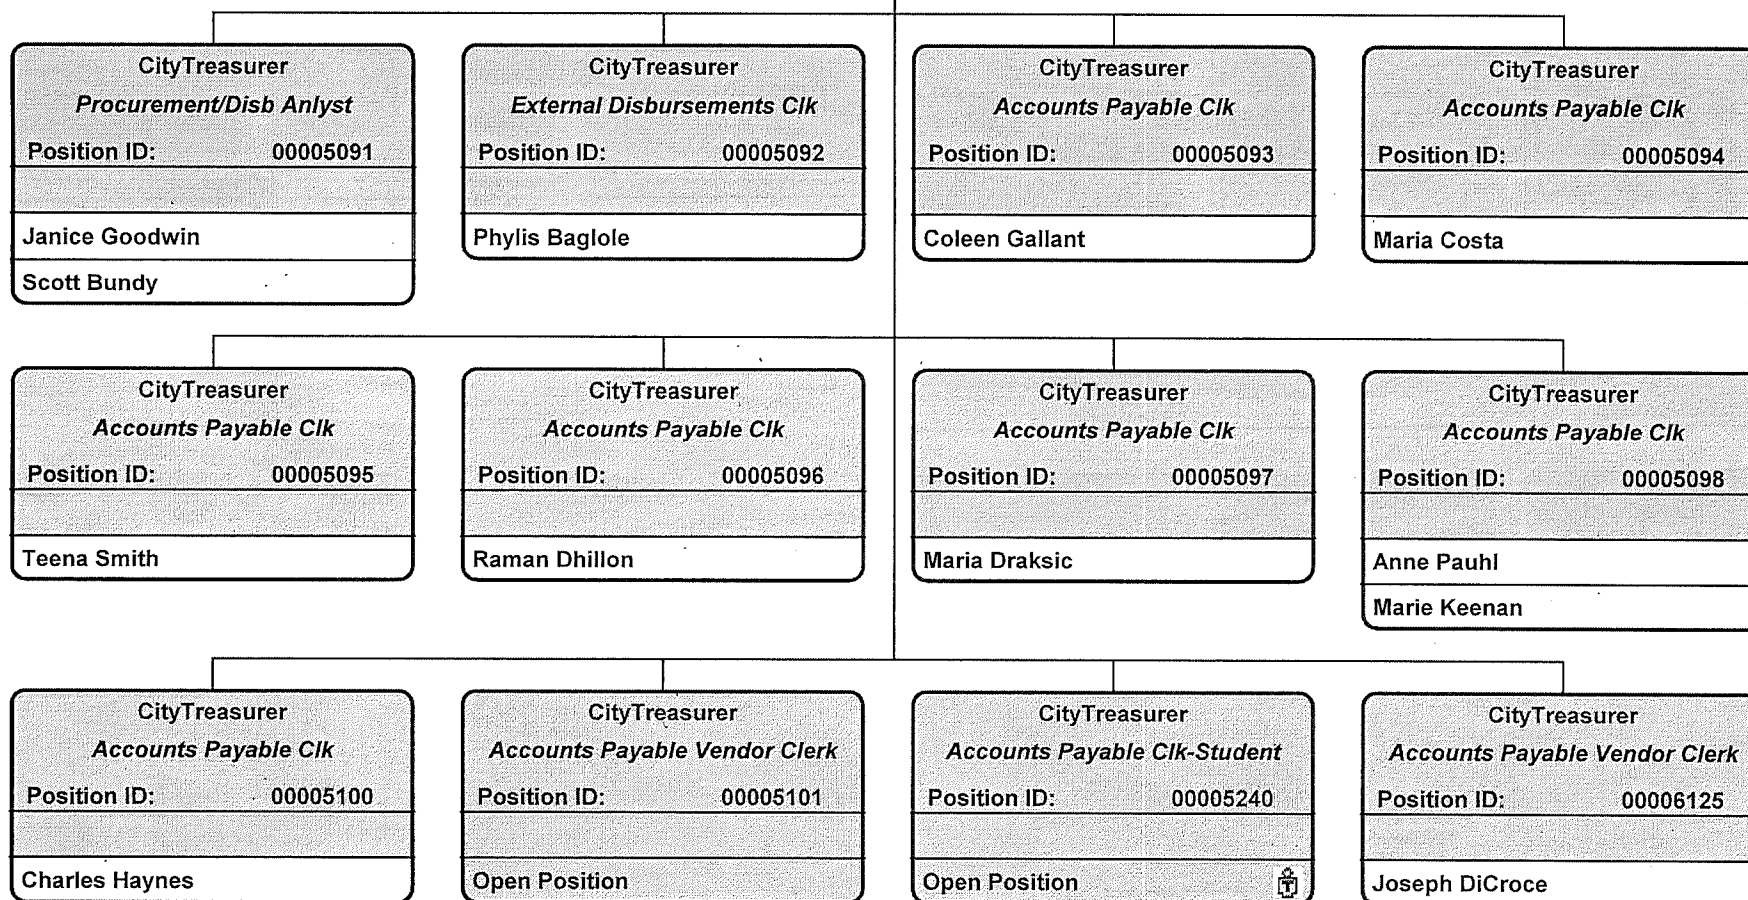 CityTreasurer
Procurement/Disb Anlyst
Position ID: 00005091
Janice Goodwin
Scott Bundy
CityTreasurer
External Disbursements Clk
Position ID: 00005092
Phylis Baglole
CityTreasurer
Accounts Payable Clk
Position ID: 00005093
Coleen Gallant
CityTreasurer
Accounts Payable Clk
Position ID: 00005094
Maria Costa
CityTreasurer
Accounts Payable Clk
Position ID: 00005095
Teena Smith
CityTreasurer
Accounts Payable Clk
Position ID: 00005096
Raman Dhillon
CityTreasurer
Accounts Payable Clk
Position ID: 00005097
Maria Draksic
CityTreasurer
Accounts Payable Clk
Position ID: 00005098
Anne Pauhl
Marie Keenan
CityTreasurer
Accounts Payable Clk
Position ID: 00005100
Charles Haynes
CityTreasurer
Accounts Payable Vendor Clerk
Position ID: 00005101
Open Position
CityTreasurer
Accounts Payable Clk-Student
Position ID: 00005240
Open Position T
CityTreasurer
Accounts Payable Vendor Clerk
Position ID: 00006125
Joseph DiCroce